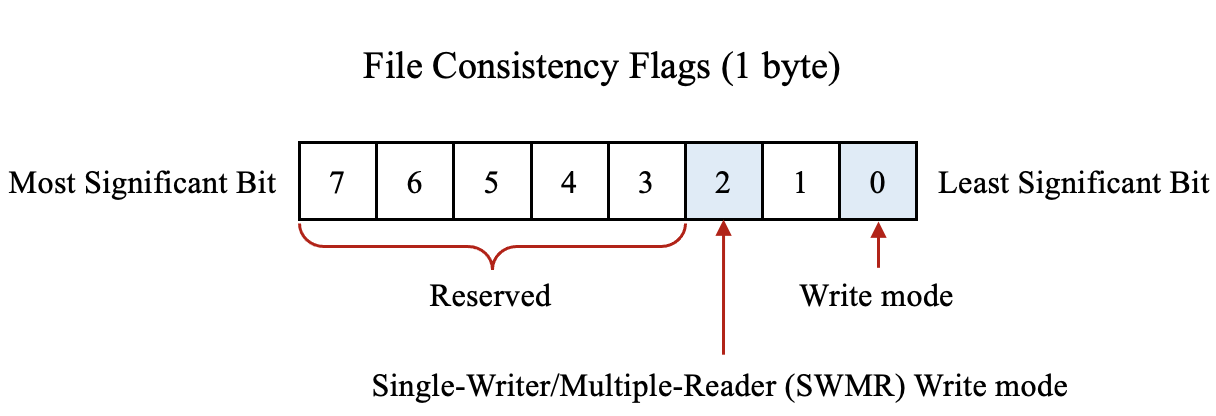 File Consistency Flags (1 byte)
Most Significant Bit 7 6 5 4 3 2 1 0 Least Significant Bit
Reserved Write mode
Single-Writer/Multiple-Reader (SWMR) Write mode